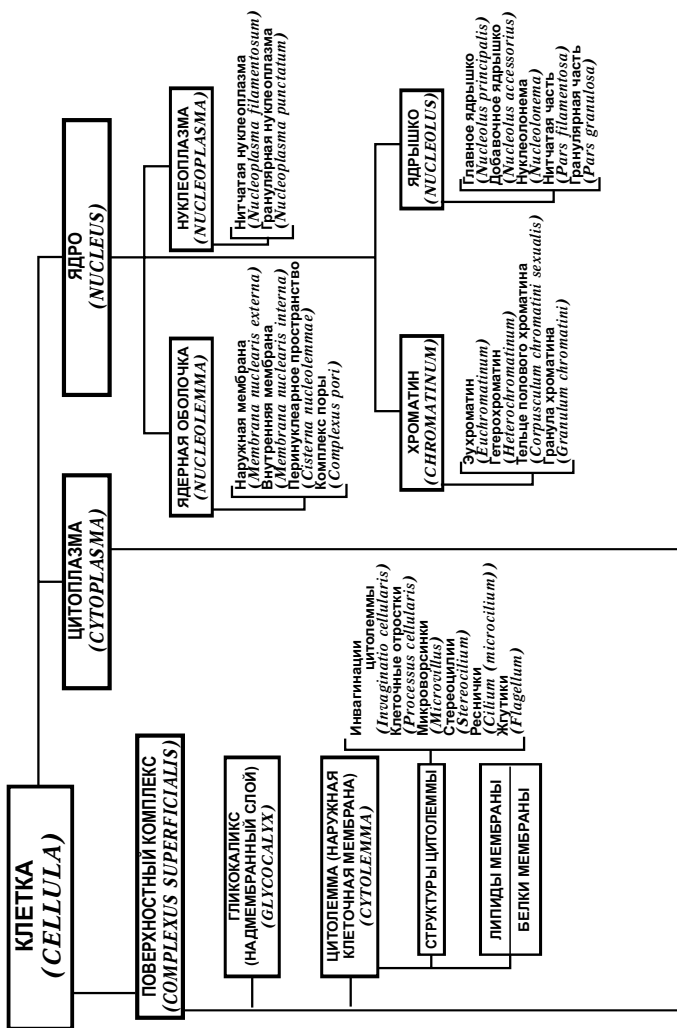 КЛЕТКА
(CELLULA)
ПОВЕРХНОСТНЫЙ КОМПЛЕКС
(COMPLEXUS SUPERFICIALIS)
ГЛИКОКАЛИКС
(НАДМЕМБРАННЫЙ СЛОЙ)
(GLYCOCALYX)
ЦИТОЛЕММА (НАРУЖНАЯ
КЛЕТОЧНАЯ МЕМБРАНА)
(CYTOLEMMA)
СТРУКТУРЫ ЦИТОЛЕММЫ
Инвагинации
цитолеммы
(Invaginatio cellularis)
Клеточные отростки
(Processus cellularis)
Микроворсинки
(Microvillus)
Стереоцилии
(Stereocilium)
Реснички
(Cilium (microcilium))
Жгутики
(Flagellum)
ЛИПИДЫ МЕМБРАНЫ
БЕЛКИ МЕМБРАНЫ
ЦИТОПЛАЗМА
(CYTOPLASMA)
ЯДРО
(NUCLEUS)
ЯДЕРНАЯ ОБОЛОЧКА
(NUCLEOLEMMA)
Наружная мембрана
(Membrana nuclearis externa)
Внутренняя мембрана
(Membrana nuclearis interna)
Перинуклеарное пространство
(Cisterna nucleolemmae)
Комплекс поры
(Complexus pori)
НУКЛЕОПЛАЗМА
(NUCLEOPLASMA)
Нитчатая нуклеоплазма
(Nucleoplasma filamentosum)
Гранулярная нуклеоплазма
(Nucleoplasma punctatum)
ХРОМАТИН
(CHROMATINUM)
Эухроматин
(Euchromatinum)
Гетерохроматин
(Heterochromatinum)
Тельце полового хроматина
(Corpusculum chromatini sexualis)
Гранула хроматина
(Granulum chromatini)
ЯДРЫШКО
(NUCLEOLUS)
Главное ядрышко
(Nucleolus principalis)
Добавочное ядрышко
(Nucleolus accessorius)
Нуклеолонема
(Nucleolonema)
Нитчатая часть
(Pars filamentosa)
Гранулярная часть
(Pars granulosa)